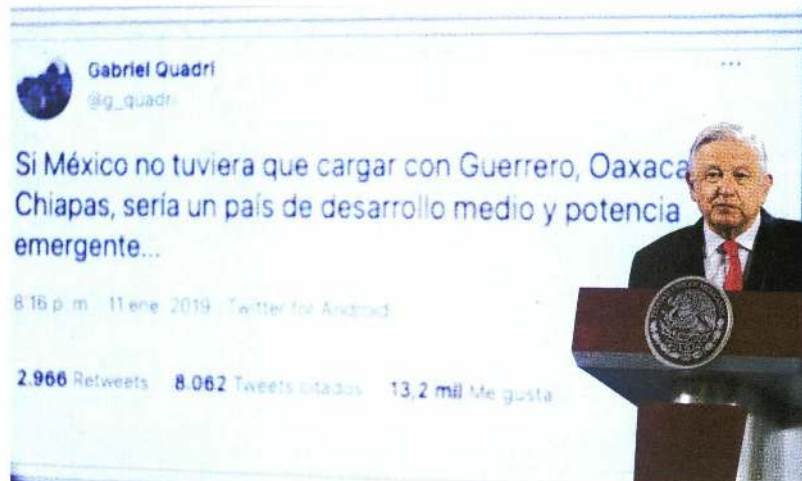 Gabriel Quadri
@g_quadri
Si México no tuviera que cargar con Guerrero, Oaxaca
Chiapas, sería un país de desarrollo medio y potencia
emergente...
8:16 p. m. 11 ene. 2019 Twitter for Android
2.966 Retweets 8.062 Tweets citados 13,2 mil Me gusta